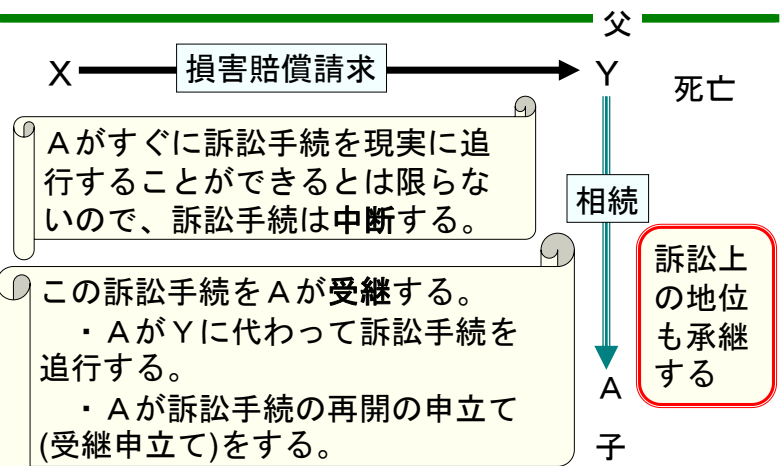 父
X 損害賠償請求 Y 死亡
Aがすぐに訴訟手続を現実に追
行することができるとは限らな
いので、訴訟手続は中断する。
相続
訴訟上
の地位
も承継
する
この訴訟手続をAが受継する。
・AがYに代わって訴訟手続を
追行する。
・Aが訴訟手続の再開の申立て
(受継申立て)をする。
A
子